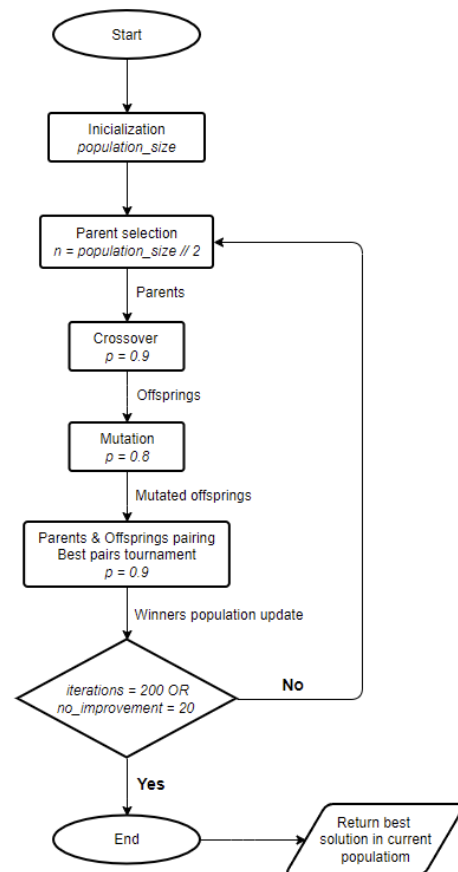 Start
Inicialization
population_size
Parent selection
n = population_size // 2
Parents
Crossover
p = 0.9
Offsprings
Mutation
p = 0.8
Mutated offsprings
Parents & Offsprings pairing
Best pairs tournament
p = 0.9
Winners population update
iterations = 200 OR
no_improvement = 20
No
Yes
End
Return best
solution in current
populatiom